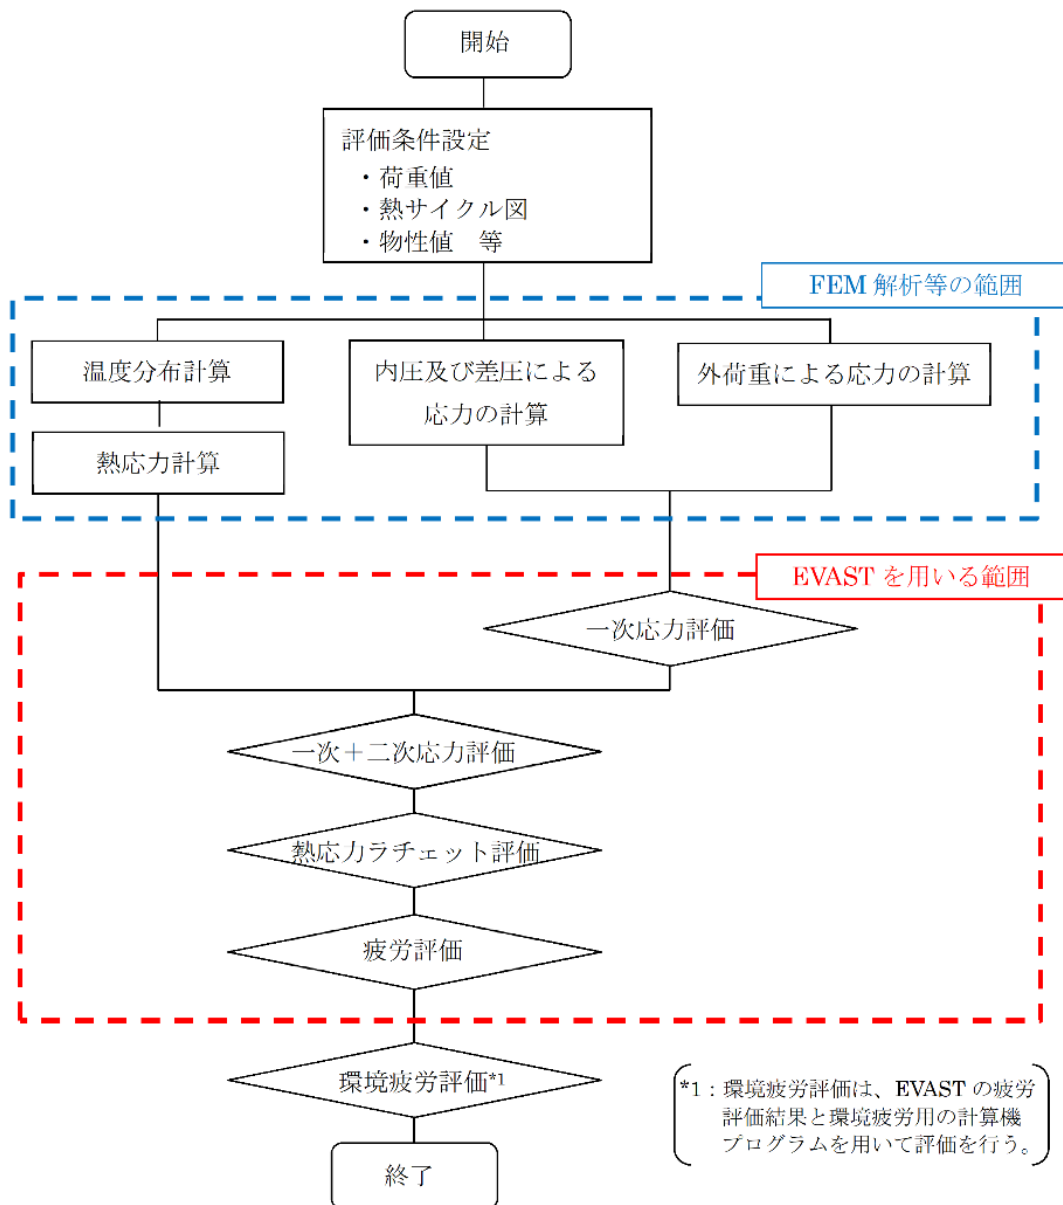 開始
評価条件設定
・荷重値
・熱サイクル図
・物性値　等
FEM 解析等の範囲
温度分布計算
内圧及び差圧による
応力の計算
外荷重による応力の計算
熱応力計算
EVAST を用いる範囲
一次応力評価
一次＋二次応力評価
熱応力ラチェット評価
疲労評価
環境疲労評価*1
*1：環境疲労評価は、EVAST の疲労
評価結果と環境疲労用の計算機
プログラムを用いて評価を行う。
終了